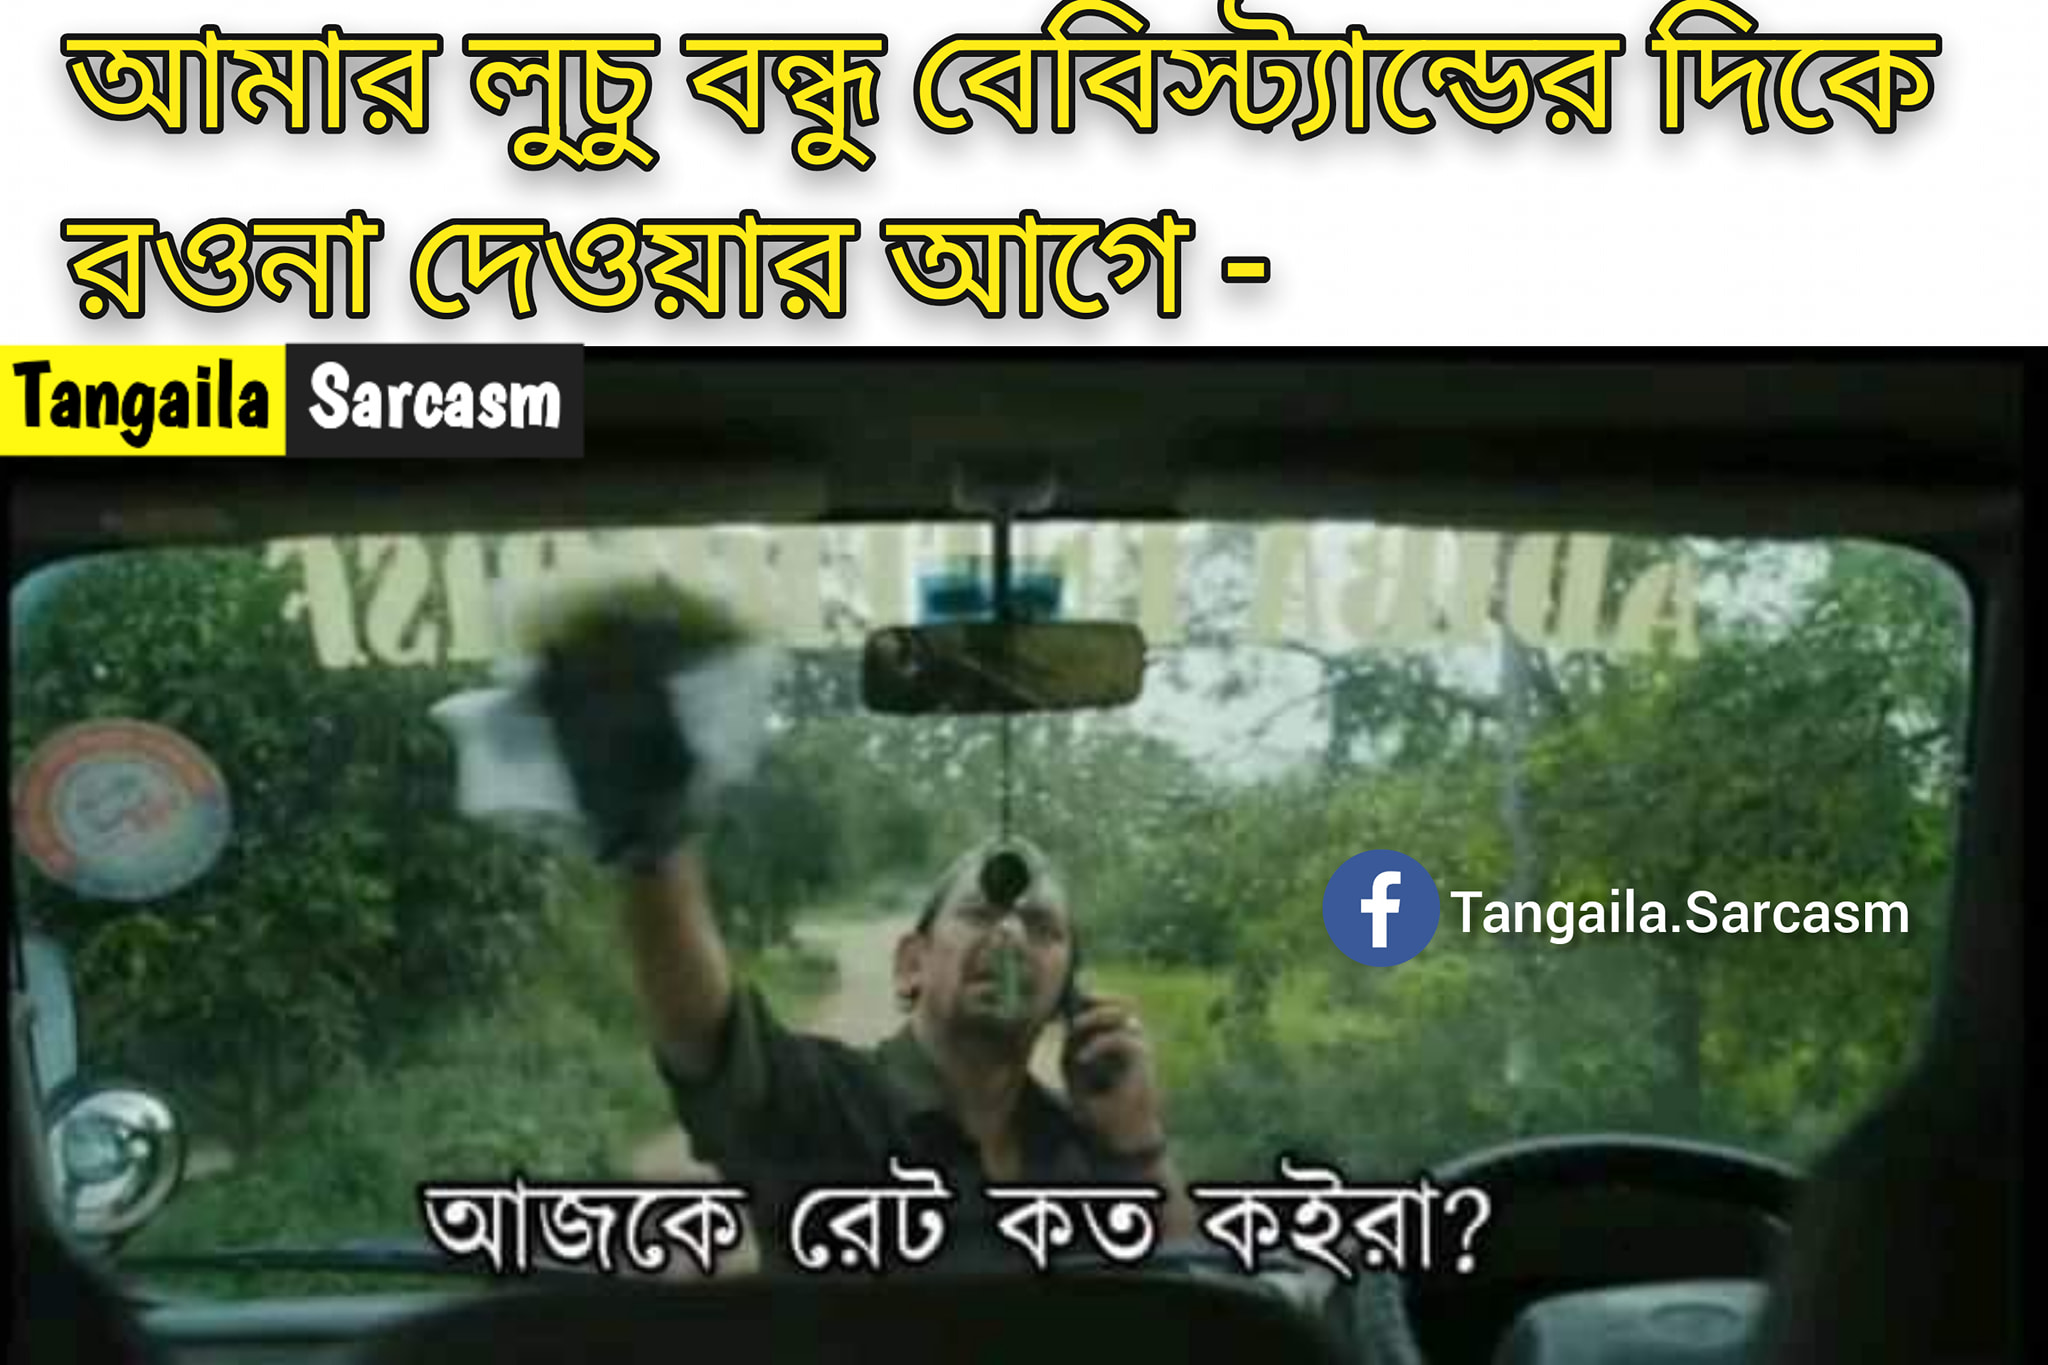 আমার লুচু বন্ধু বেবিস্ট্যান্ডের দিকে
রওনা দেওয়ার আগে -
Tangaila Sarcasm
Tangaila.Sarcasm
আজকে রেট কত কইরা?